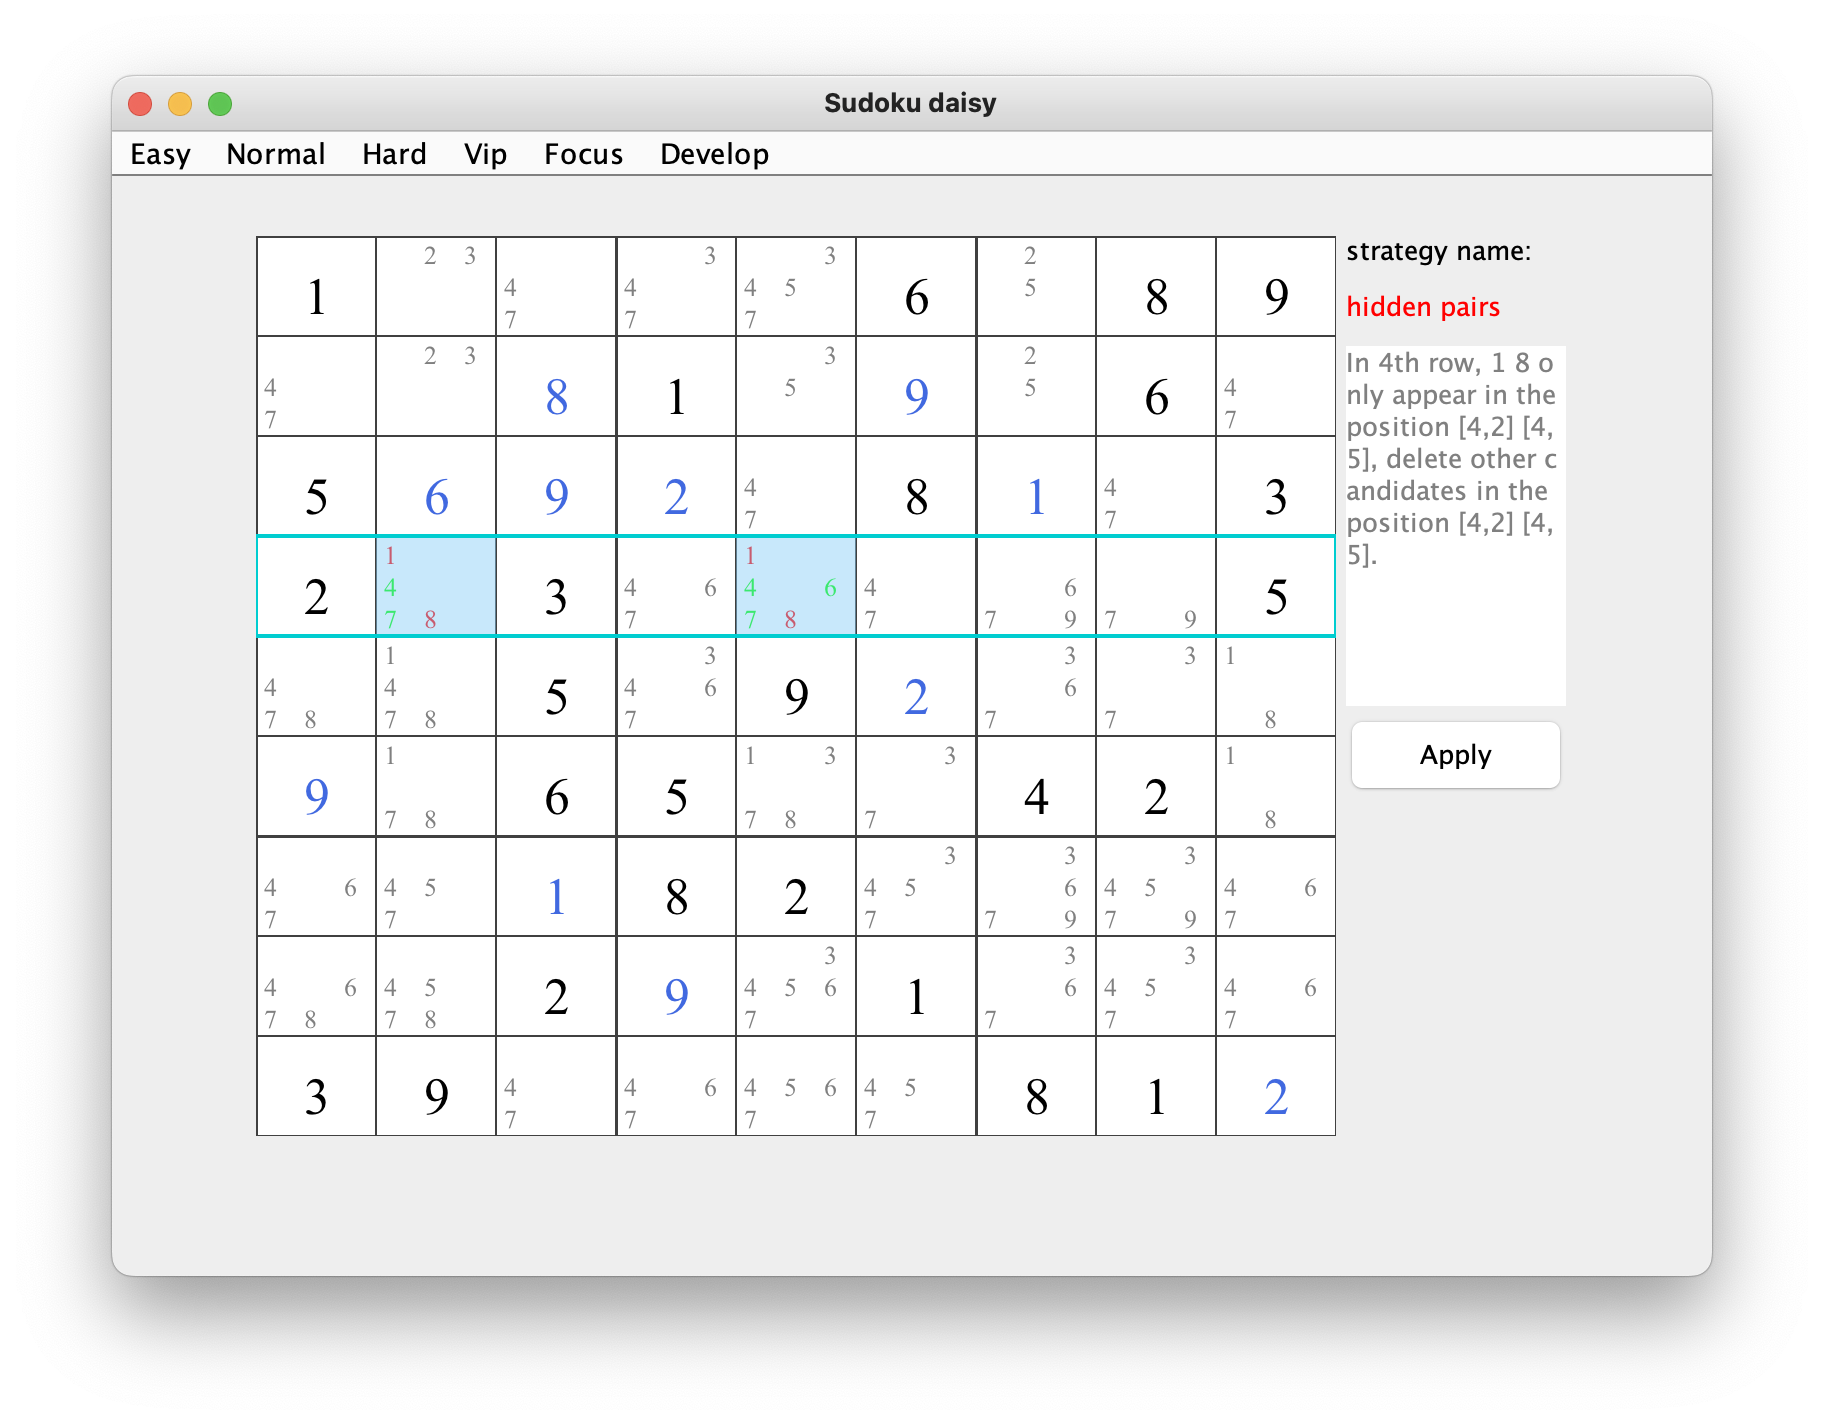 Sudoku daisy
Easy Normal Hard Vip Focus Develop
strategy name:
hidden pairs
In 4th row, 1 8 o
nly appear in the
position [4,2] [4,
5], delete other c
andidates in the
position [4,2] [4,
5].
Apply
2 3 3 3 2
1 4 4 4 5 6 5 8 9
7 7 7
2 3 3 2
4 8 1 5 9 5 6 4
7 7
5 6 9 2 4 8 1 4 3
7 7
1 1
2 4 3 4 6 4 6 4 6 5
7 8 7 7 8 7 7 9 7 9
1 3 3 3 1
4 4 5 4 6 9 2 6
7 8 7 8 7 7 7 8
1 1 3 3 1
9 6 5 4 2
7 8 7 8 7 8
3 3 3
4 6 4 5 1 8 2 4 5 6 4 5 4 6
7 7 7 7 9 7 9 7
3 3 3
4 6 4 5 2 9 4 5 6 1 6 4 5 4 6
7 8 7 8 7 7 7 7
3 9 4 4 6 4 5 6 4 5 8 1 2
7 7 7 7